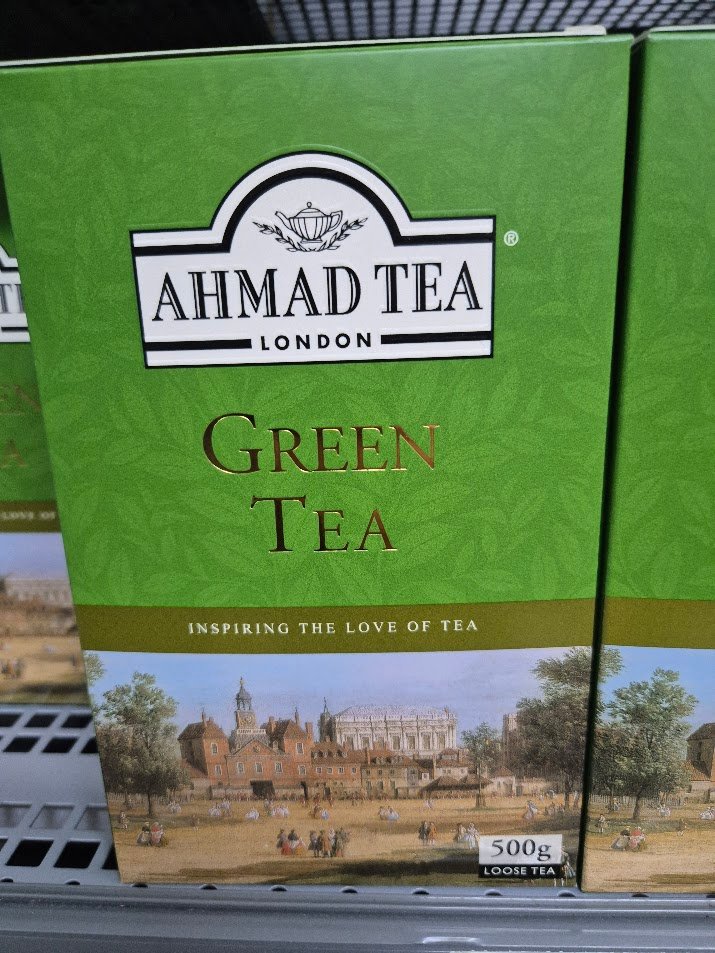 AHMAD TEA ®
LONDON
GREEN
TEA
INSPIRING THE LOVE OF TEA
500g
LOOSE TEA